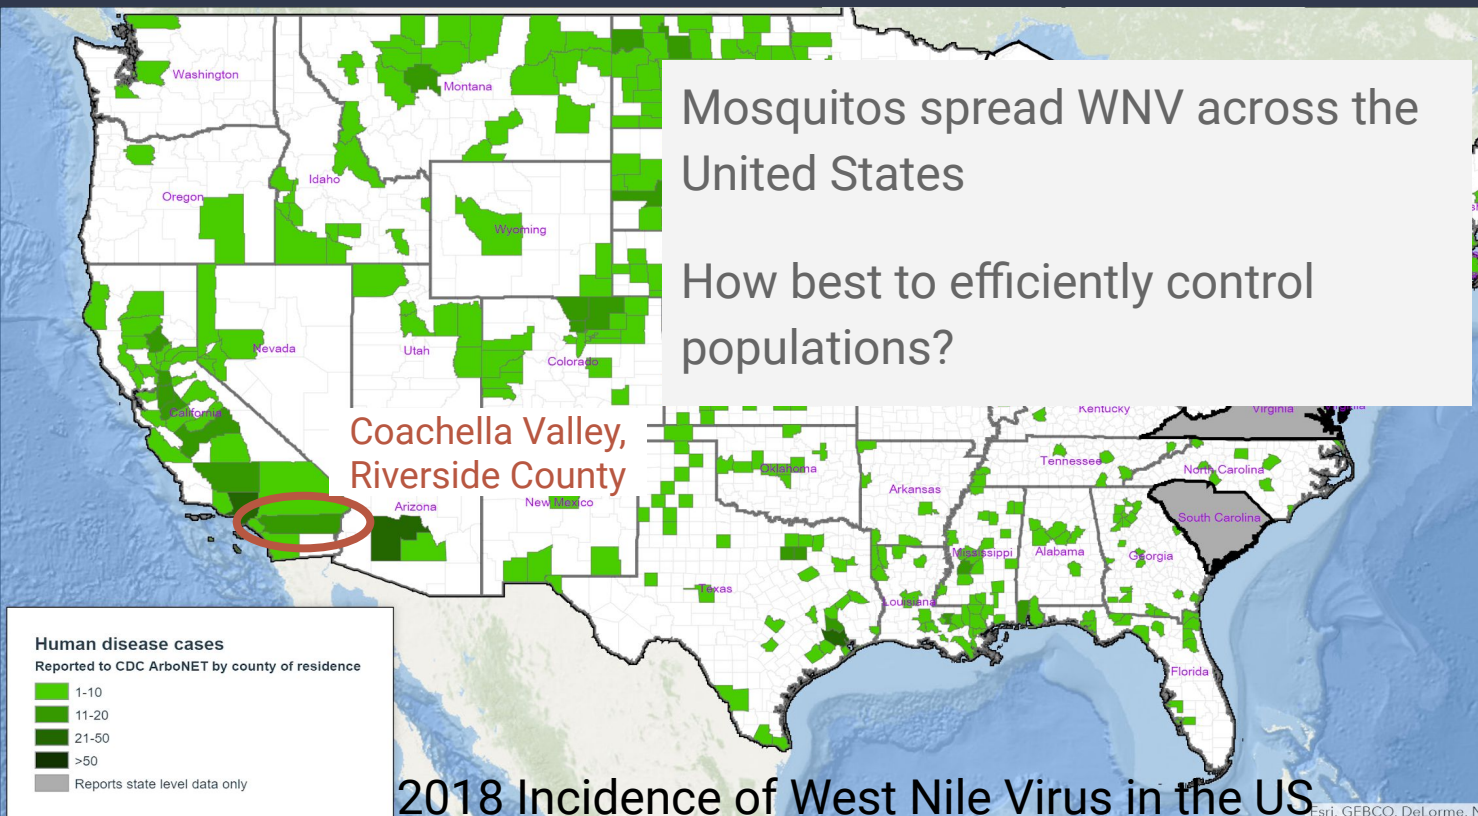 Washington
Montana
Mosquitos spread WNV across the
United States
Idaho
Oregon
Wyoming
How best to efficiently control
populations?
Nevada
Utah
Colorado
California
Kentucky
Virginia
Coachella Valley,
Riverside County
Tennessee
Oklahoma
North Carolina
Arkansas
Arizona
New Mexico
South Carolina
Mississippi
Alabama
Georgia
Texas
Louisiana
Florida
Human disease cases
Reported to CDC ArboNET by county of residence
1-10
11-20
21-50
>50
Reports state level data only
2018 Incidence of West Nile Virus in the US
Esri, GEBCO, DeLorme, N